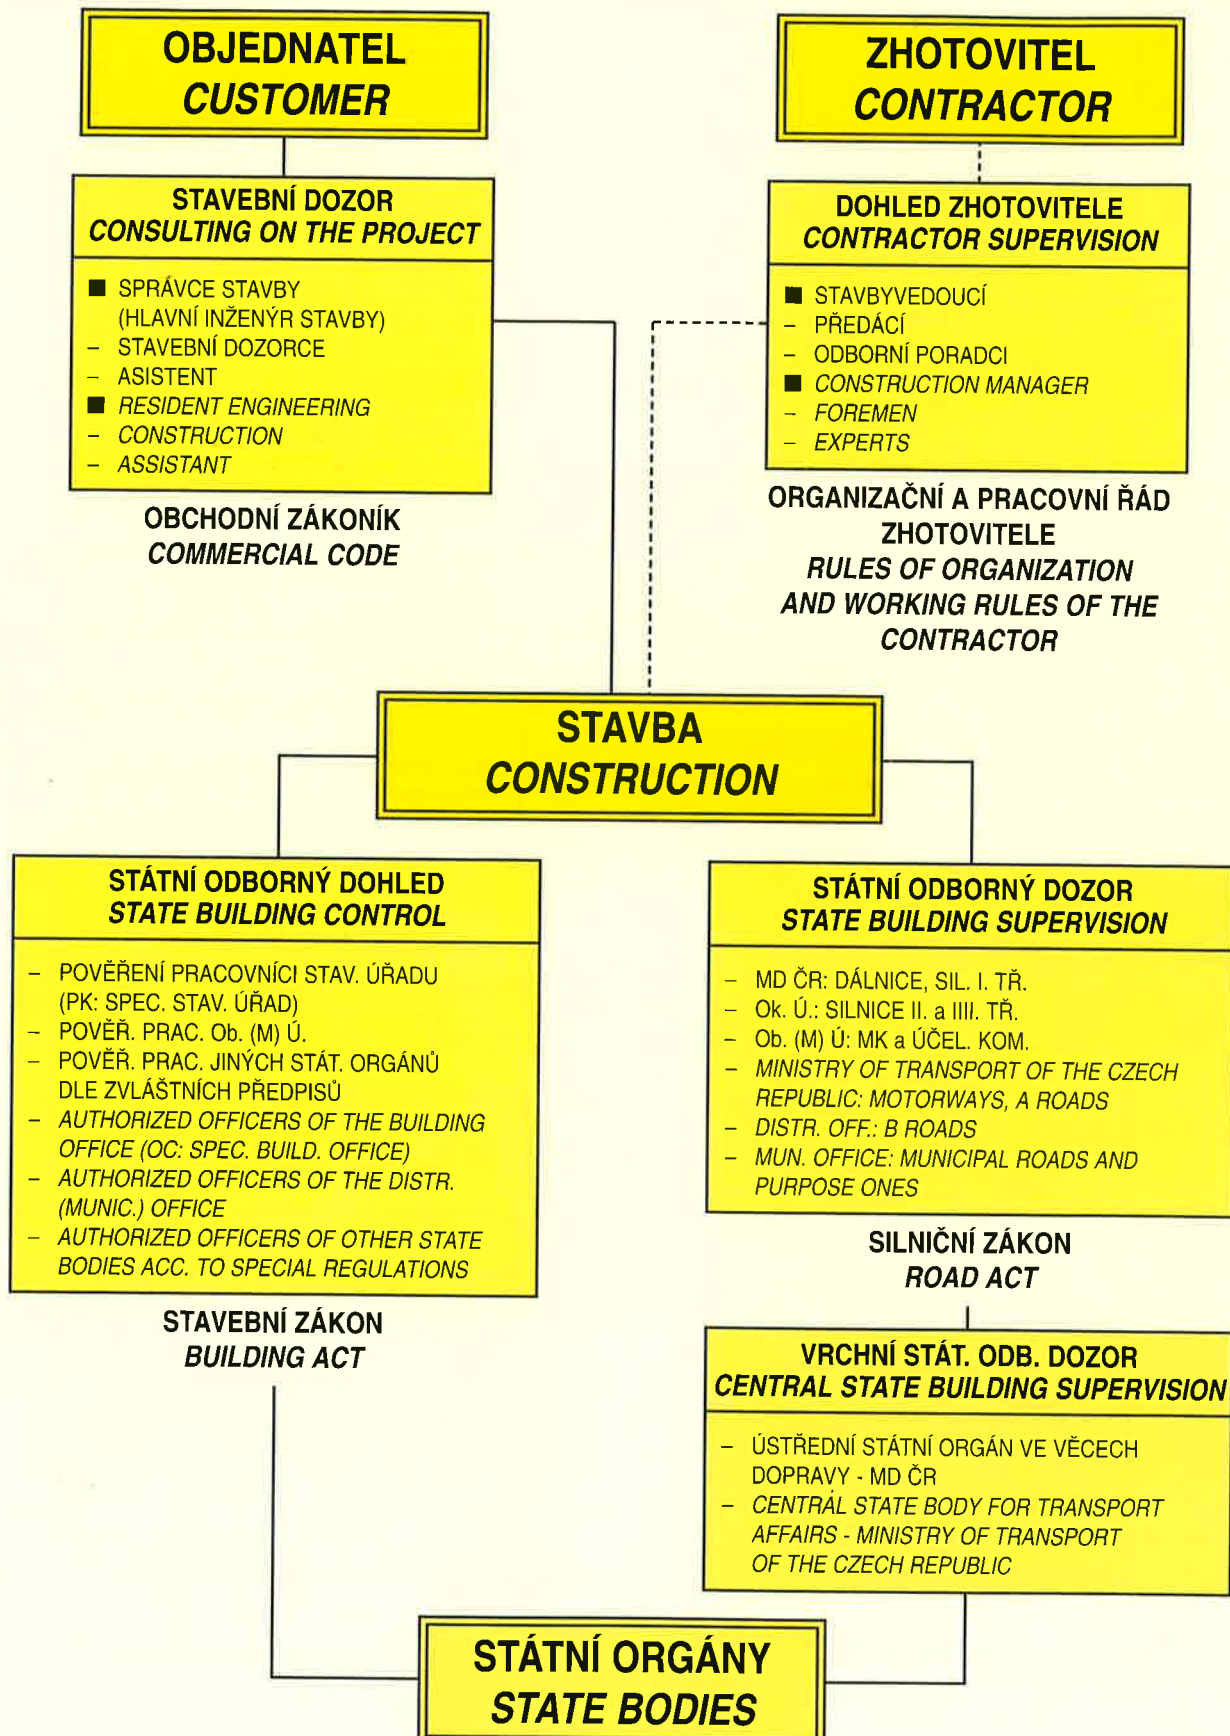 OBJEDNATEL
CUSTOMER
ZHOTOVITEL
CONTRACTOR
STAVEBNÍ DOZOR
CONSULTING ON THE PROJECT
■ SPRÁVCE STAVBY
(HLAVNÍ INŽENÝR STAVBY)
– STAVEBNÍ DOZORCE
– ASISTENT
■ RESIDENT ENGINEERING
– CONSTRUCTION
– ASSISTANT
OBCHODNÍ ZÁKONÍK
COMMERCIAL CODE
DOHLED ZHOTOVITELE
CONTRACTOR SUPERVISION
■ STAVBYVEDOUCÍ
– PŘEDÁCÍ
– ODBORNÍ PORADCI
■ CONSTRUCTION MANAGER
– FOREMEN
– EXPERTS
ORGANIZAČNÍ A PRACOVNÍ ŘÁD
ZHOTOVITELE
RULES OF ORGANIZATION
AND WORKING RULES OF THE
CONTRACTOR
STAVBA
CONSTRUCTION
STÁTNÍ ODBORNÝ DOHLED
STATE BUILDING CONTROL
– POVĚŘENÍ PRACOVNÍCI STAV. ÚŘADU
(PK: SPEC. STAV. ÚŘAD)
– POVĚŘ. PRAC. Ob. (M) Ú.
– POVĚŘ. PRAC. JINÝCH STÁT. ORGÁNŮ
DLE ZVLÁŠTNÍCH PŘEDPISŮ
– AUTHORIZED OFFICERS OF THE BUILDING
OFFICE (OC: SPEC. BUILD. OFFICE)
– AUTHORIZED OFFICERS OF THE DISTR.
(MUNIC.) OFFICE
– AUTHORIZED OFFICERS OF OTHER STATE
BODIES ACC. TO SPECIAL REGULATIONS
STAVEBNÍ ZÁKON
BUILDING ACT
STÁTNÍ ODBORNÝ DOZOR
STATE BUILDING SUPERVISION
– MD ČR: DÁLNICE, SIL. I. TŘ.
– Ok. Ú.: SILNICE II. a IIII. TŘ.
– Ob. (M) Ú: MK a ÚČEL. KOM.
– MINISTRY OF TRANSPORT OF THE CZECH
REPUBLIC: MOTORWAYS, A ROADS
– DISTR. OFF.: B ROADS
– MUN. OFFICE: MUNICIPAL ROADS AND
PURPOSE ONES
SILNIČNÍ ZÁKON
ROAD ACT
VRCHNÍ STÁT. ODB. DOZOR
CENTRAL STATE BUILDING SUPERVISION
– ÚSTŘEDNÍ STÁTNÍ ORGÁN VE VĚCECH
DOPRAVY - MD ČR
– CENTRAL STATE BODY FOR TRANSPORT
AFFAIRS - MINISTRY OF TRANSPORT
OF THE CZECH REPUBLIC
STÁTNÍ ORGÁNY
STATE BODIES